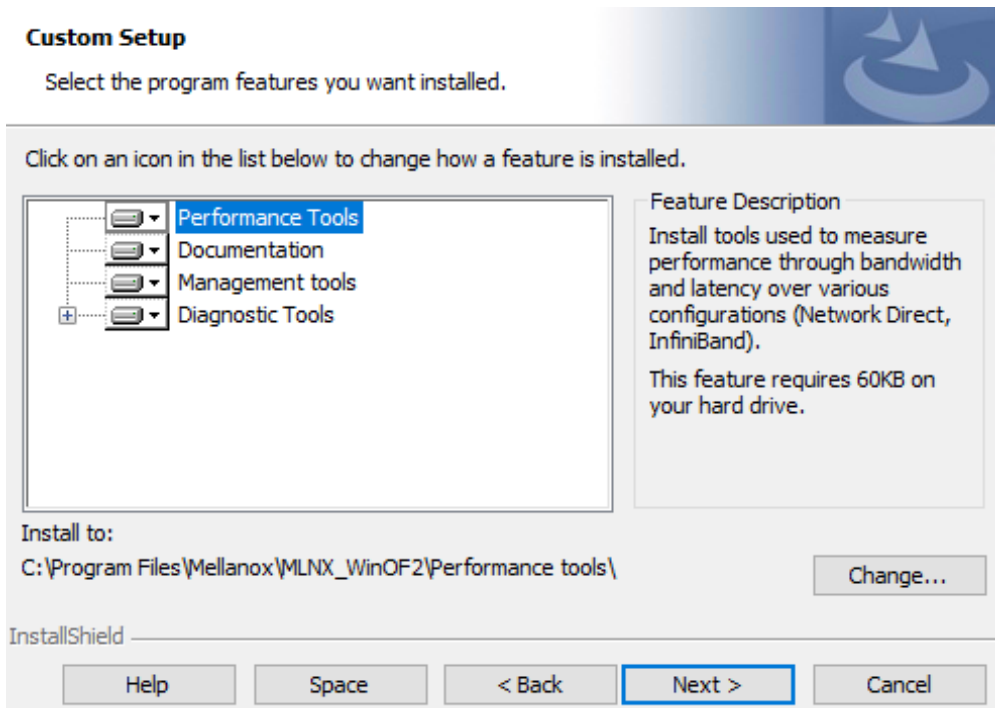 Custom Setup
Select the program features you want installed.
Click on an icon in the list below to change how a feature is installed.
Performance Tools
Documentation
Management tools
Diagnostic Tools
Feature Description
Install tools used to measure
performance through bandwidth
and latency over various
configurations (Network Direct,
InfiniBand).
This feature requires 60KB on
your hard drive.
Install to:
C:\Program Files\Mellanox\MLNX_WinOF2\Performance tools\
Change...
InstallShield
Help
Space
< Back
Next >
Cancel